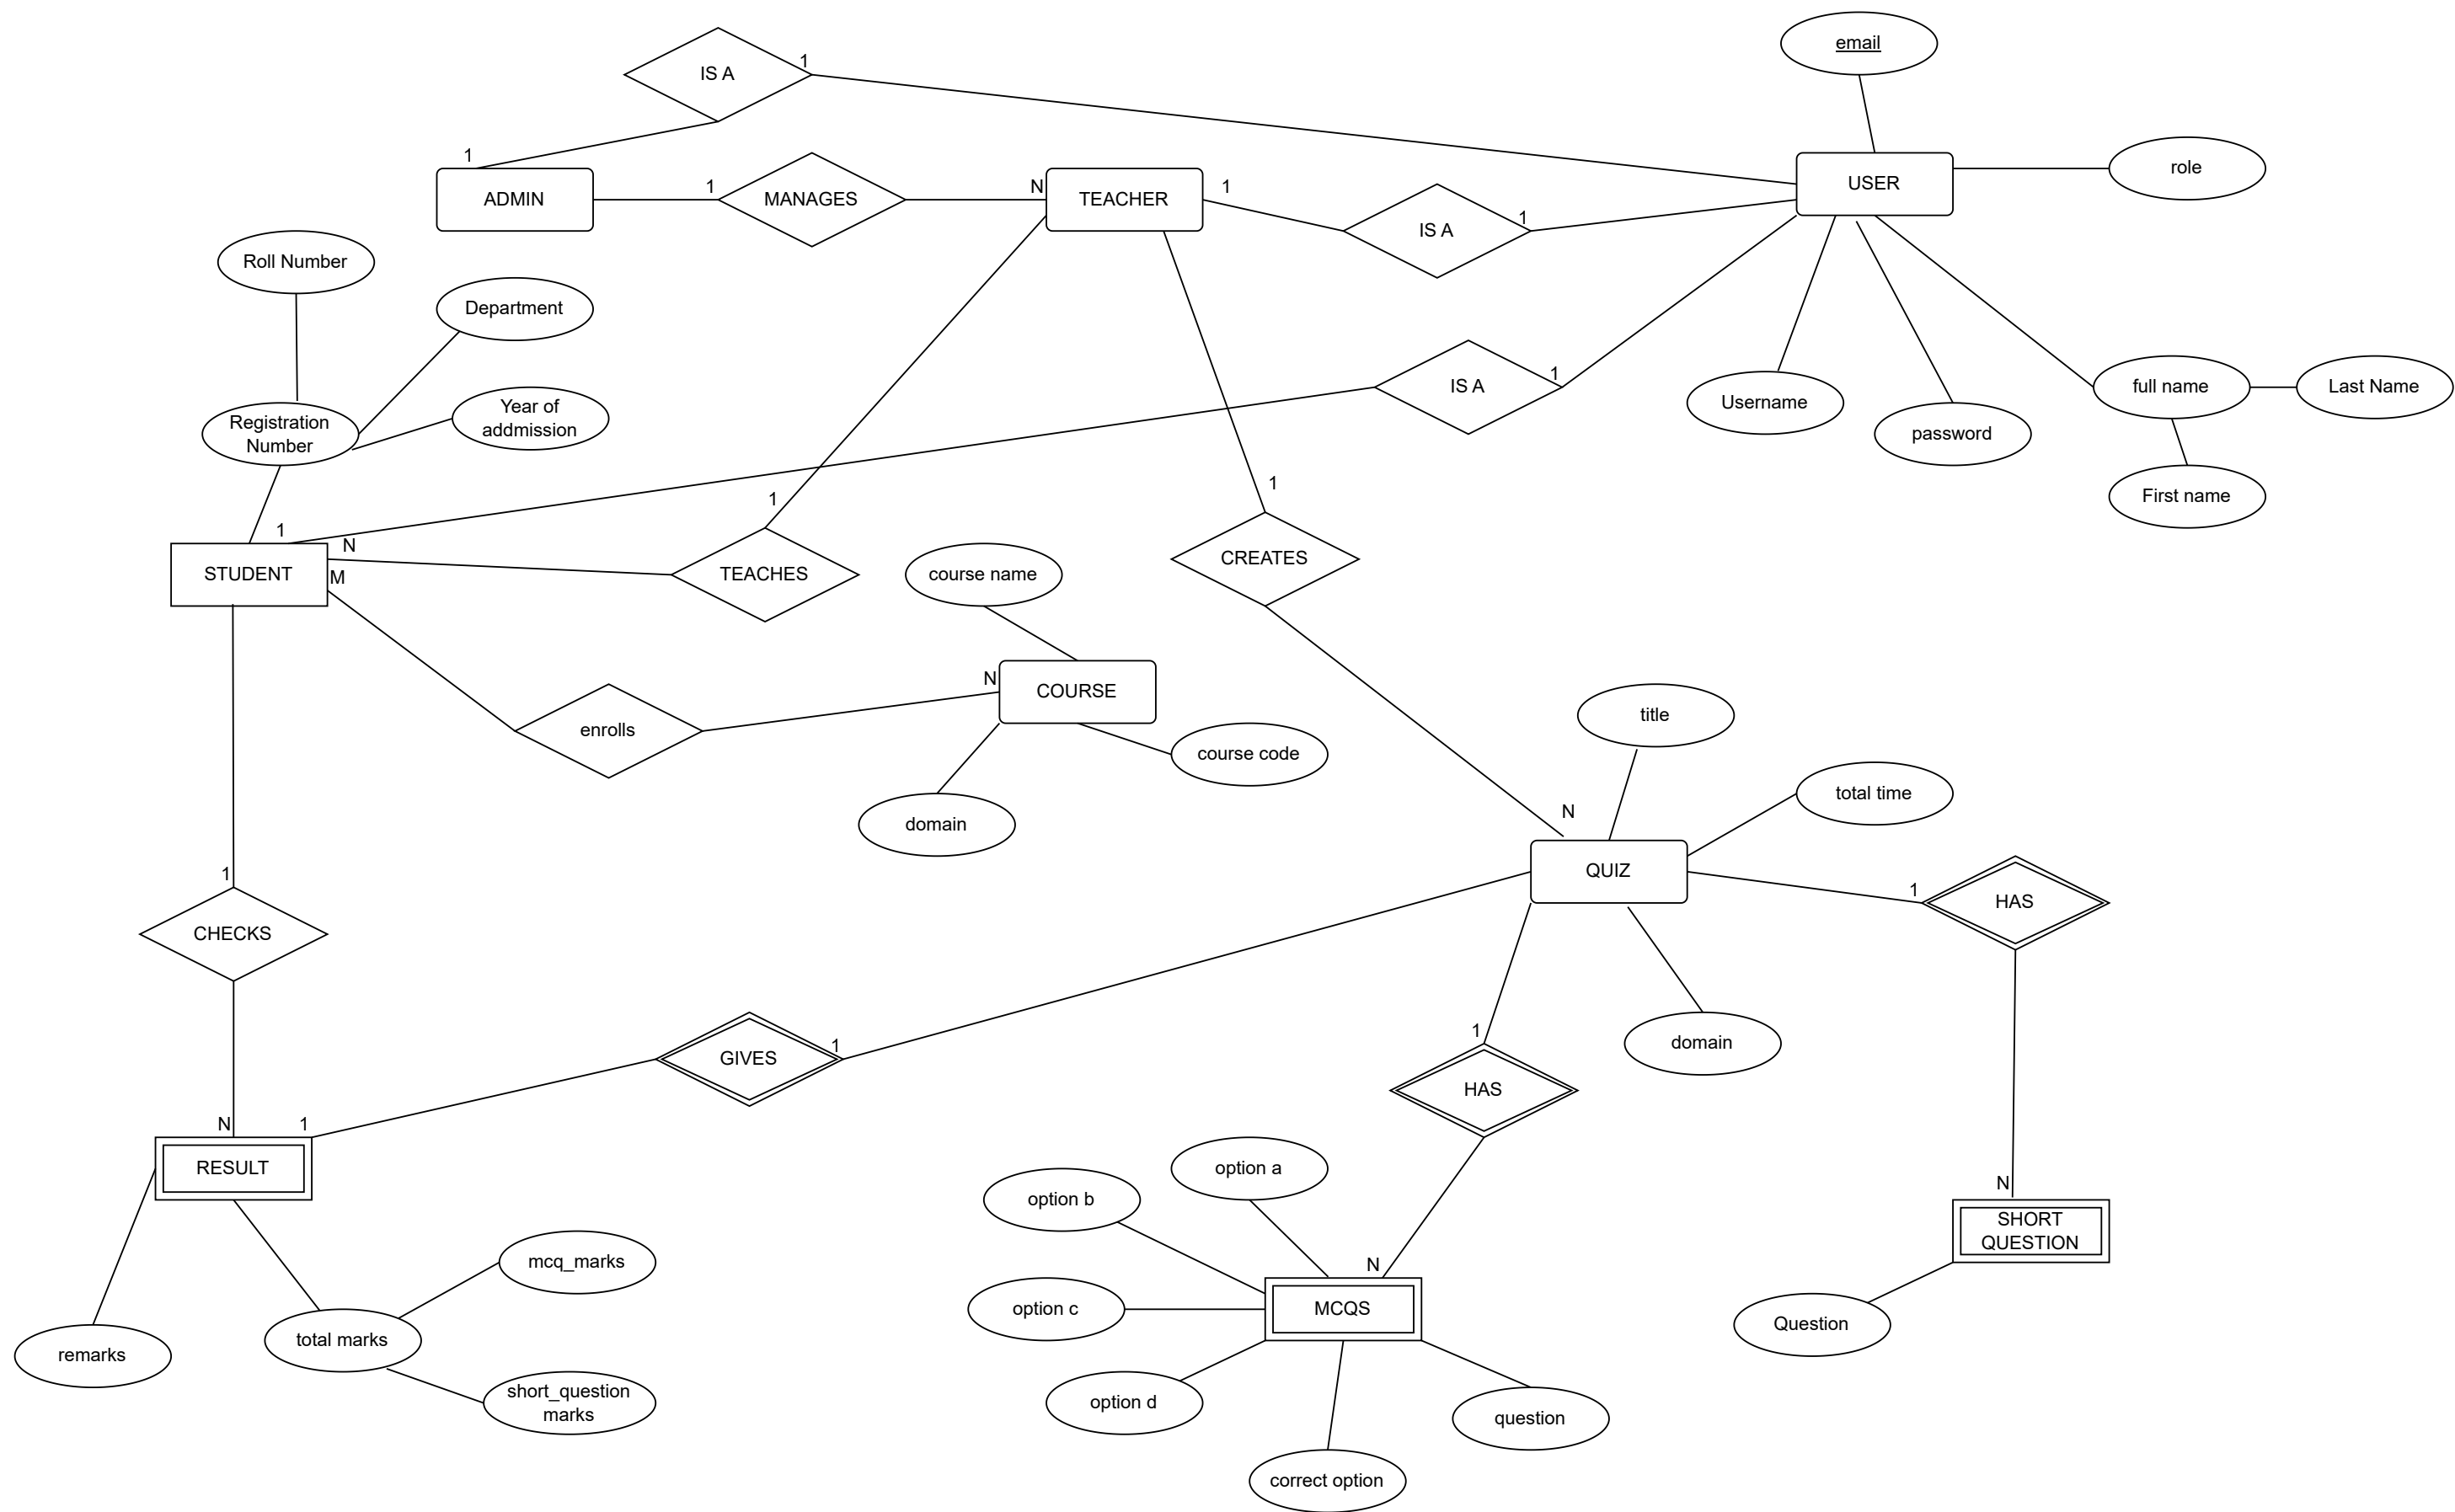 email
IS A
1
1
ADMIN
1
MANAGES
N
TEACHER
1
IS A
1
USER
role
Roll Number
Department
Registration
Number
Year of
addmission
IS A
1
Username
password
full name
Last Name
First name
1
1
1
N
STUDENT
M
TEACHES
CREATES
course name
enrolls
N
COURSE
course code
domain
title
total time
N
QUIZ
1
HAS
1
CHECKS
GIVES
1
1
HAS
domain
N
1
RESULT
option a
option b
N
SHORT
QUESTION
mcq_marks
N
option c
MCQS
Question
total marks
remarks
short_question
marks
option d
question
correct option